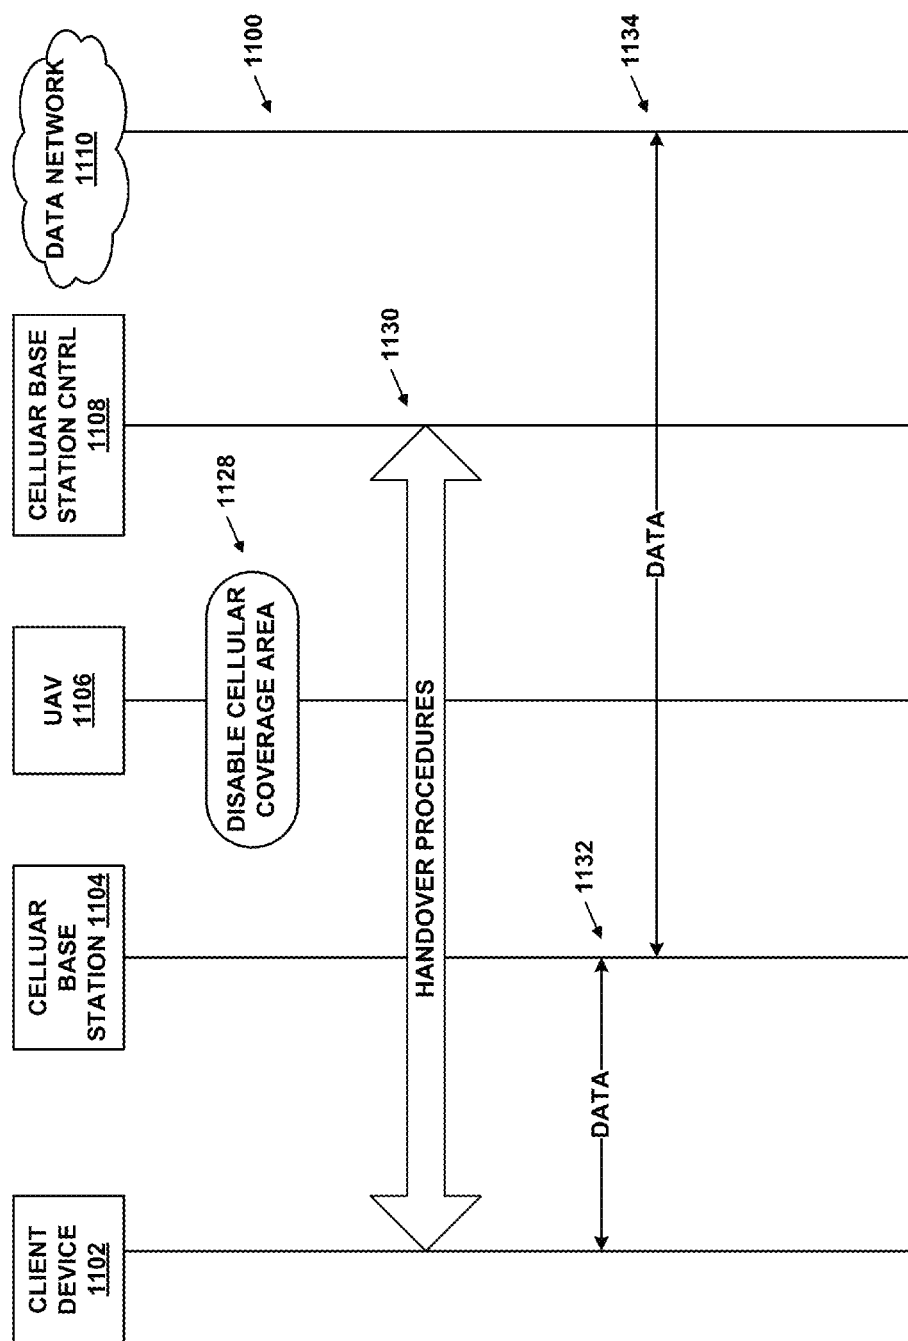 CLIENT
DEVICE
1102
CELLUAR
BASE
STATION 1104
UAV
1106
CELLUAR BASE
STATION CNTRL
1108
DATA NETWORK
1110
1100
DISABLE CELLULAR
COVERAGE AREA
1128
HANDOVER PROCEDURES
1130
DATA
1132
DATA
1134